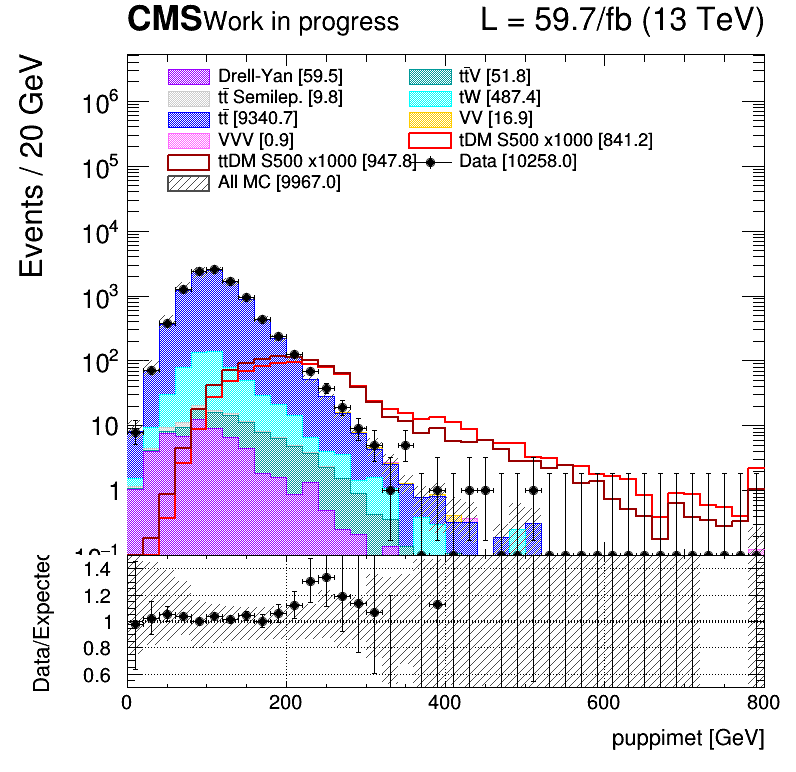 CMS Work in progress L = 59.7/fb (13 TeV)
Events / 20 GeV
Drell-Yan [59.5] tt̄V [51.8]
tt̄ Semilep. [9.8] tW [487.4]
tt̄ [9340.7] VV [16.9]
VVV [0.9] tDM S500 x1000 [841.2]
ttDM S500 x1000 [947.8] Data [10258.0]
All MC [9967.0]
10⁶
10⁵
10⁴
10³
10²
10
1
10⁻¹
Data/Expected
1.4
1.2
1
0.8
0.6
0 200 400 600 800
puppimet [GeV]